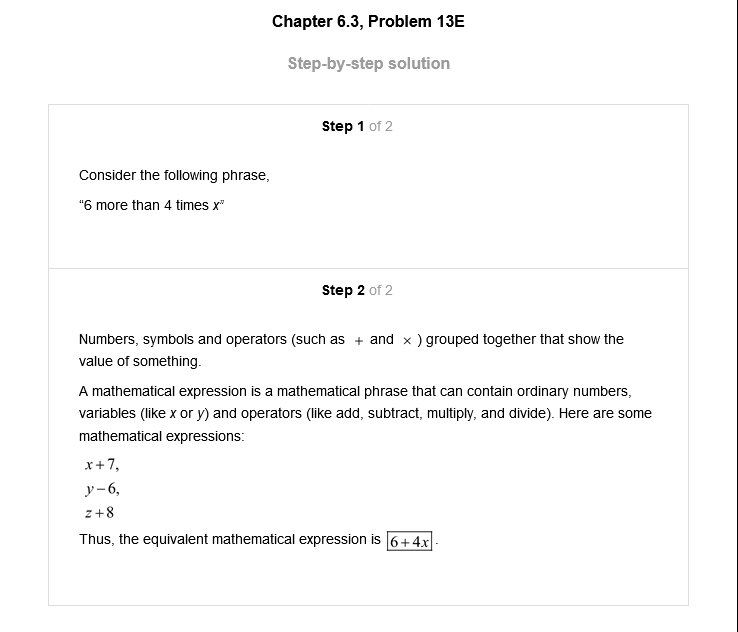 Chapter 6.3, Problem 13E
Step-by-step solution
Step 1 of 2
Consider the following phrase,
“6 more than 4 times x”
Step 2 of 2
Numbers, symbols and operators (such as + and × ) grouped together that show the
value of something.
A mathematical expression is a mathematical phrase that can contain ordinary numbers,
variables (like x or y) and operators (like add, subtract, multiply, and divide). Here are some
mathematical expressions:
x+7,
y−6,
z+8
Thus, the equivalent mathematical expression is 6+4x .